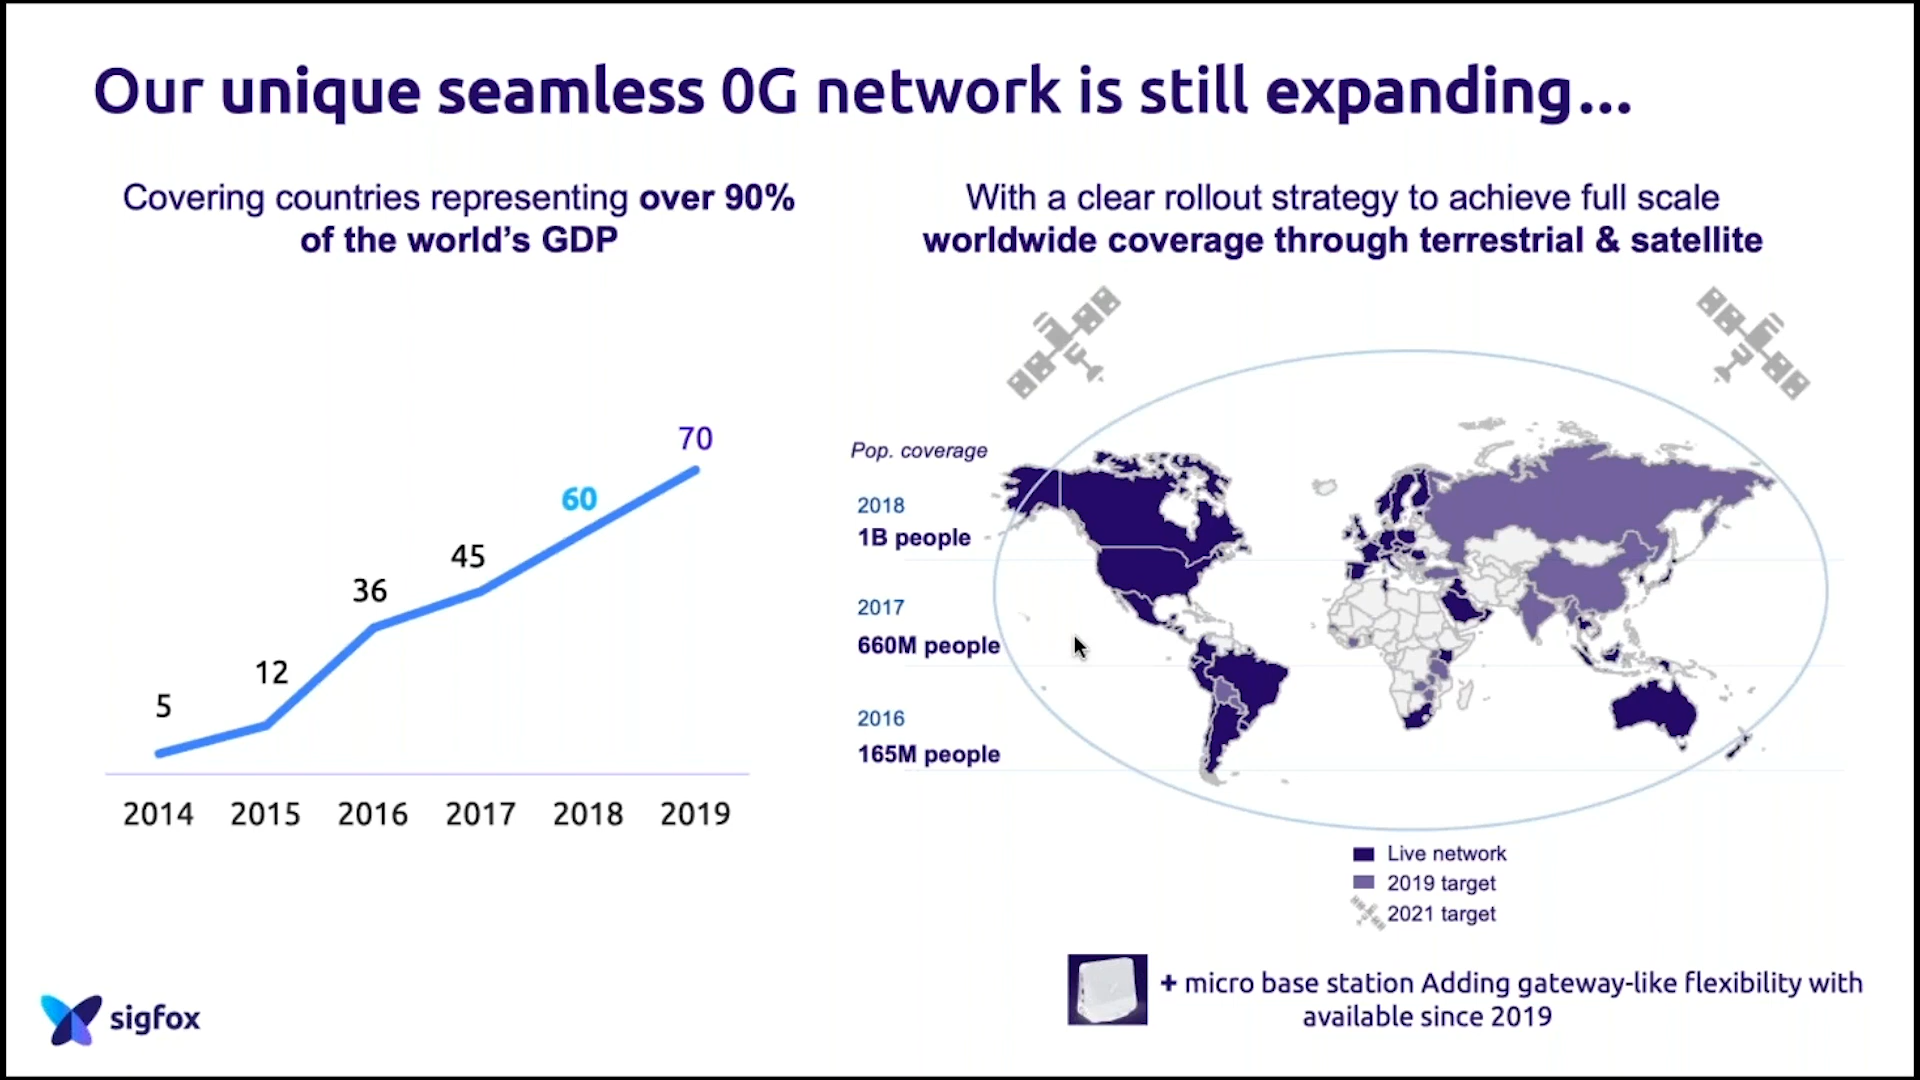 Our unique seamless 0G network is still expanding...
Covering countries representing over 90%
of the world's GDP
5
12
36
45
60
70
2014 2015 2016 2017 2018 2019
With a clear rollout strategy to achieve full scale
worldwide coverage through terrestrial & satellite
Pop. coverage
2018
1B people
2017
660M people
2016
165M people
Live network
2019 target
2021 target
+ micro base station Adding gateway-like flexibility with
available since 2019
sigfox